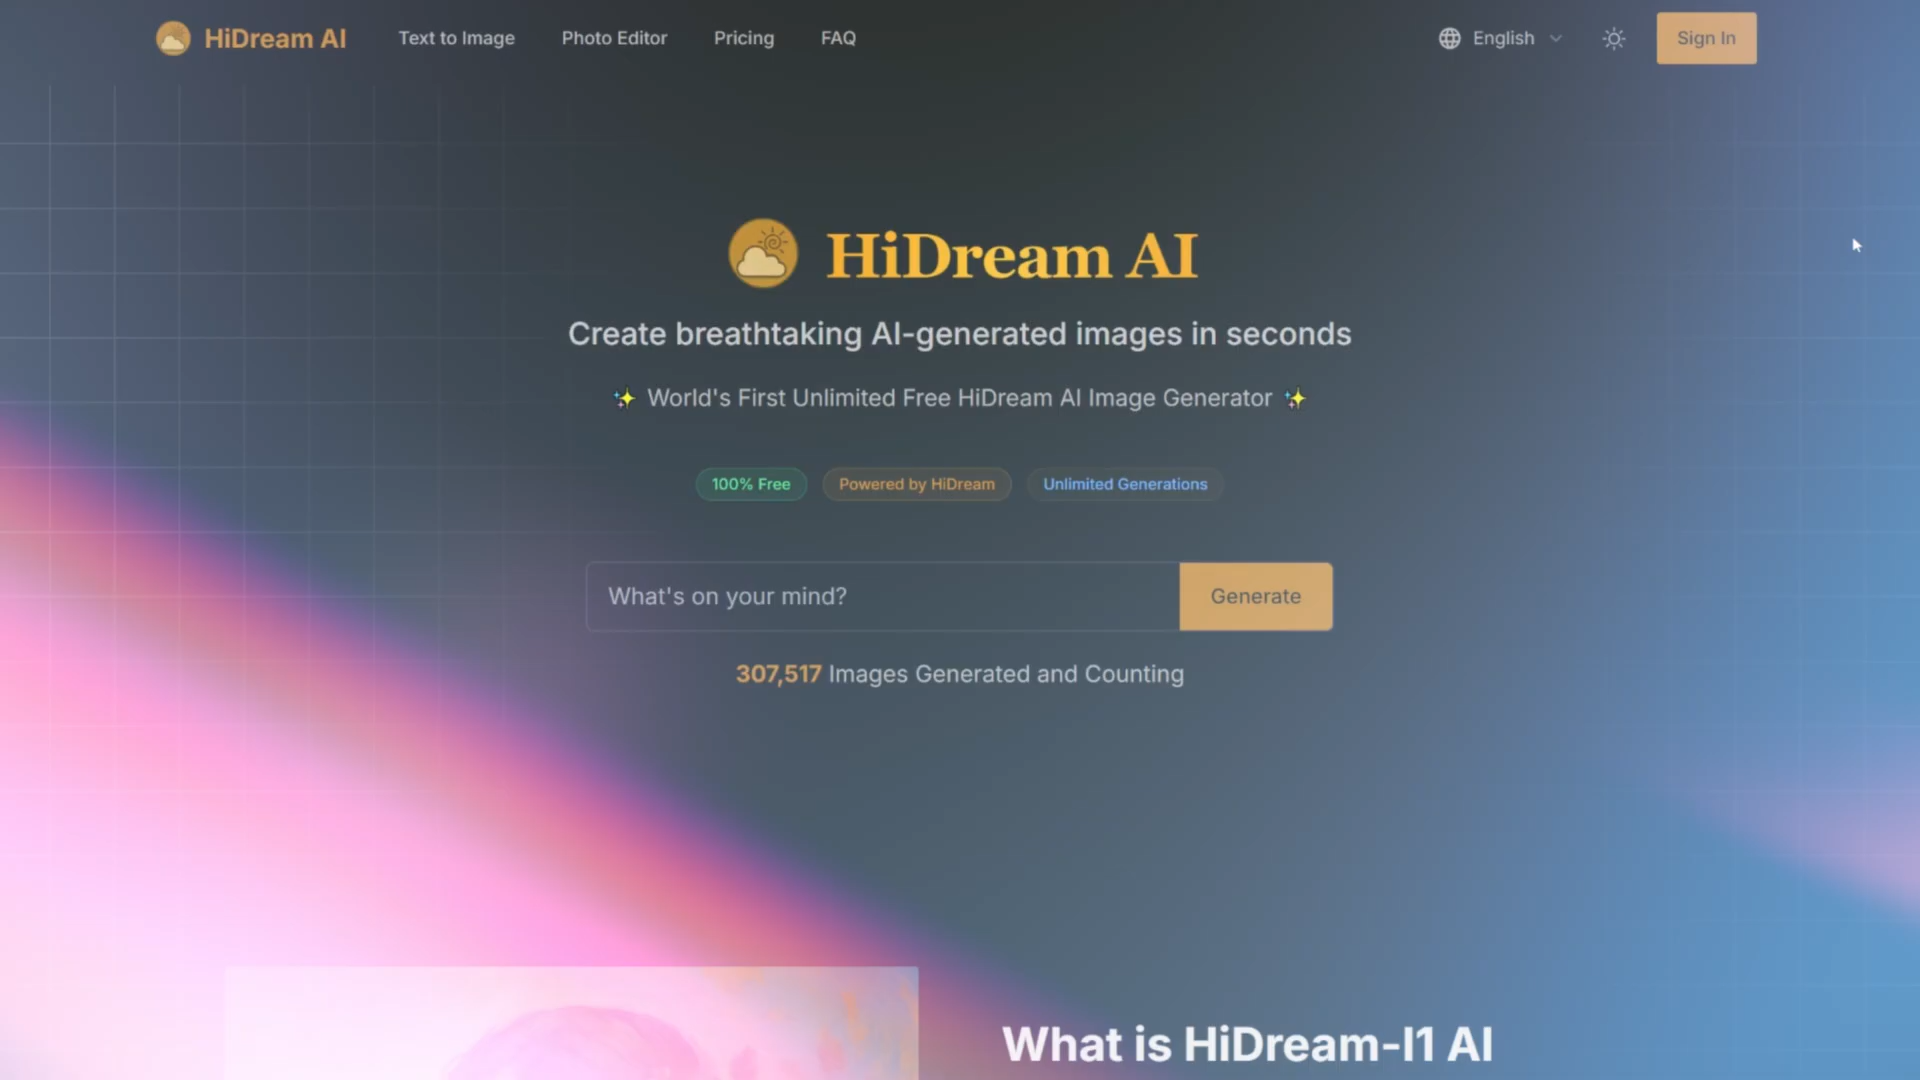 HiDream AI
Text to Image
Photo Editor
Pricing
FAQ
English
Sign In
HiDream AI
Create breathtaking AI-generated images in seconds
✨ World's First Unlimited Free HiDream AI Image Generator ✨
100% Free
Powered by HiDream
Unlimited Generations
What's on your mind?
Generate
307,517 Images Generated and Counting
What is HiDream-I1 AI